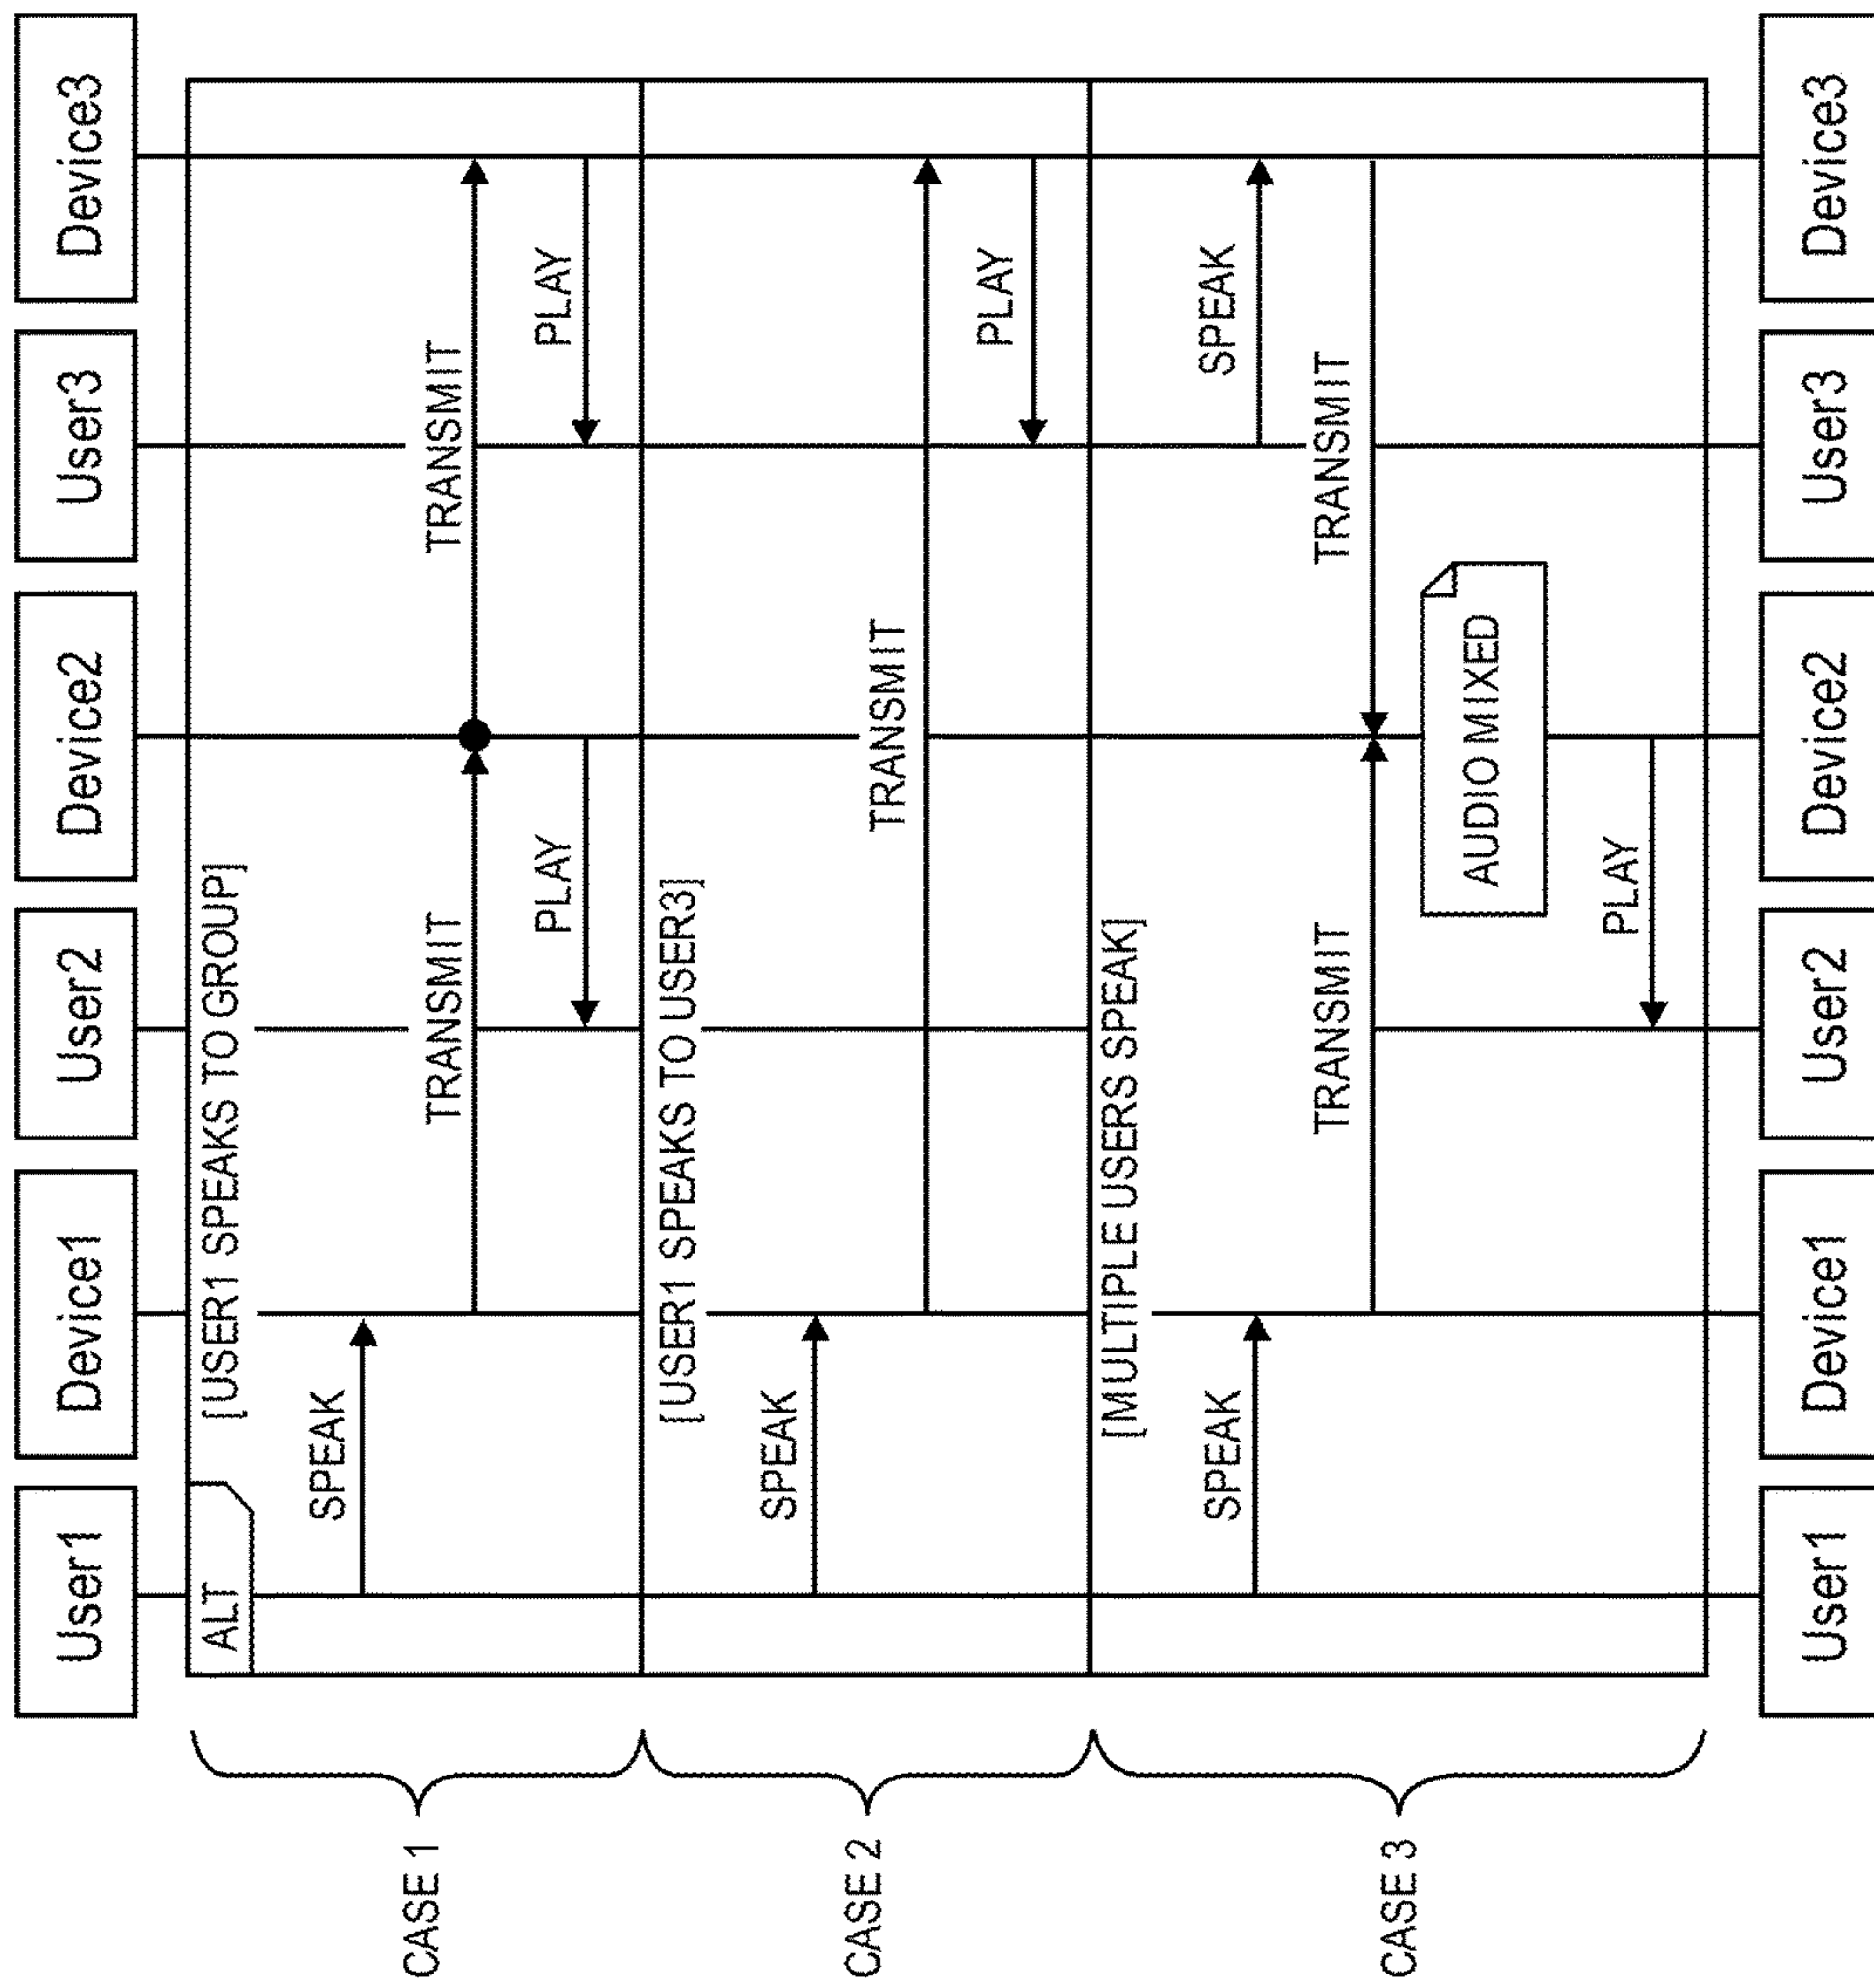 User1
Device1
User2
Device2
User3
Device3
ALT
[USER1 SPEAKS TO GROUP]
CASE 1
SPEAK
TRANSMIT
TRANSMIT
PLAY
PLAY
[USER1 SPEAKS TO USER3]
CASE 2
SPEAK
TRANSMIT
PLAY
[MULTIPLE USERS SPEAK]
CASE 3
SPEAK
SPEAK
TRANSMIT
TRANSMIT
AUDIO MIXED
PLAY
User1
Device1
User2
Device2
User3
Device3